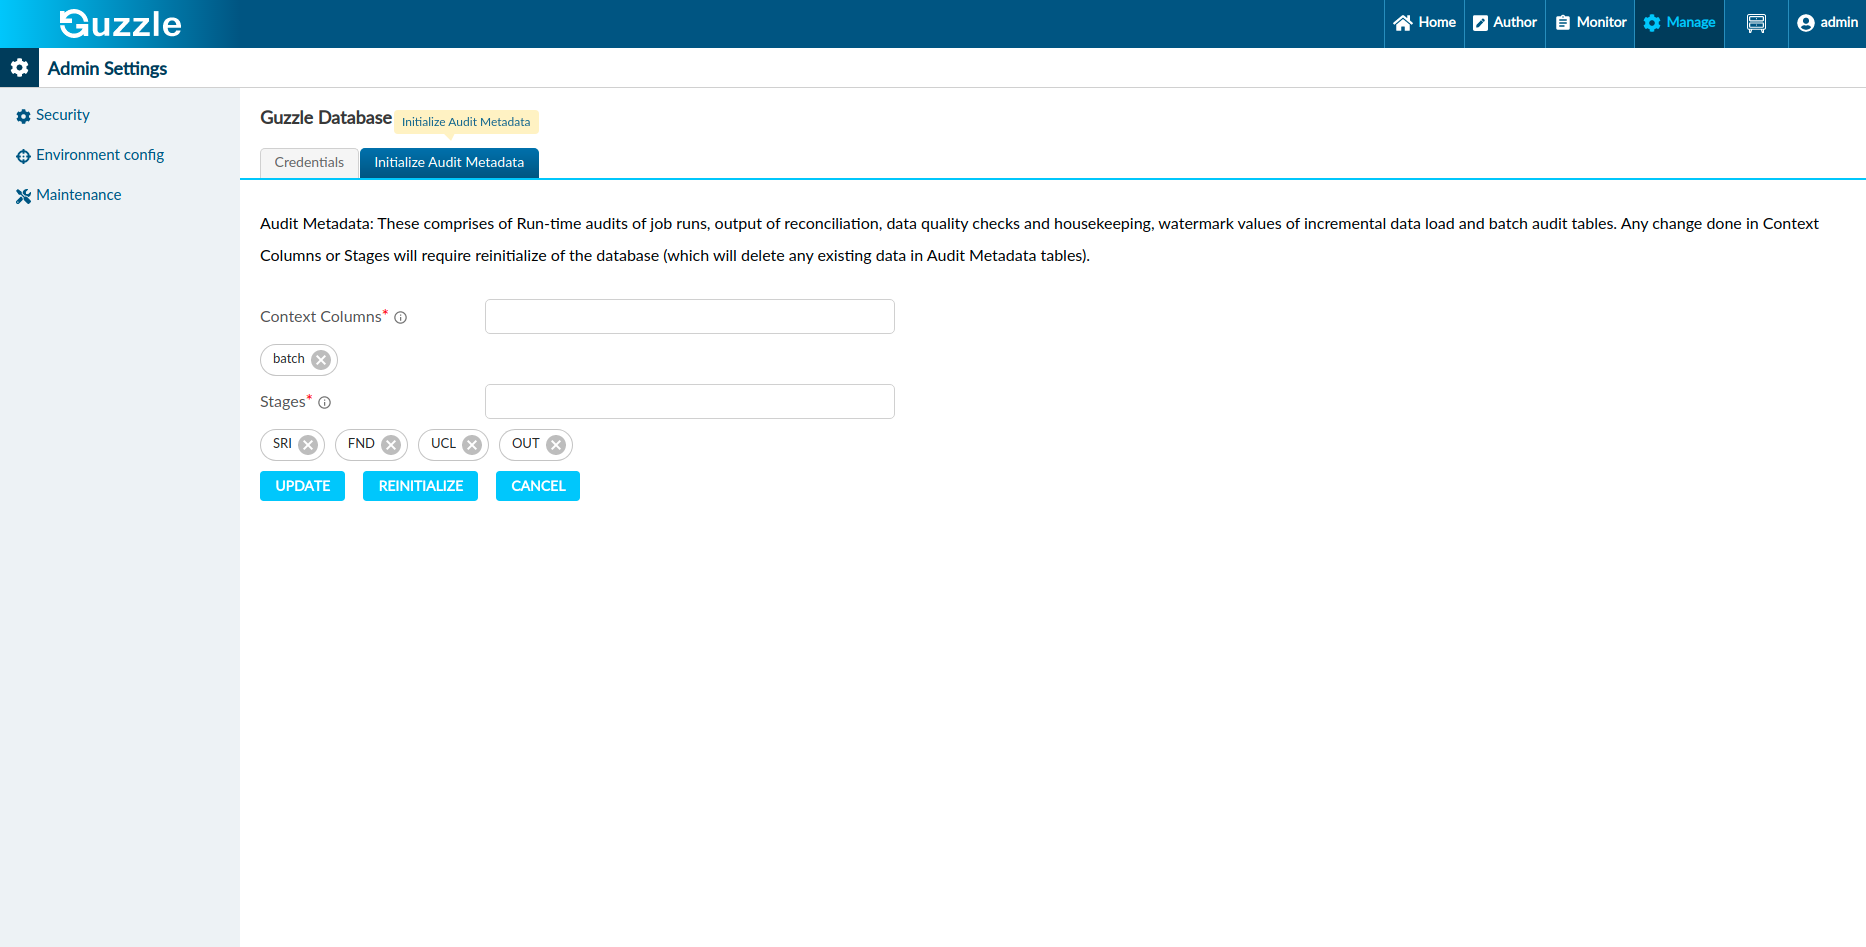 Guzzle
Home Author Monitor Manage admin
Admin Settings
Security
Environment config
Maintenance
Guzzle Database
Initialize Audit Metadata
Credentials Initialize Audit Metadata
Audit Metadata: These comprises of Run-time audits of job runs, output of reconciliation, data quality checks and housekeeping, watermark values of incremental data load and batch audit tables. Any change done in Context
Columns or Stages will require reinitialize of the database (which will delete any existing data in Audit Metadata tables).
Context Columns*
batch
Stages*
SRI FND UCL OUT
UPDATE REINITIALIZE CANCEL